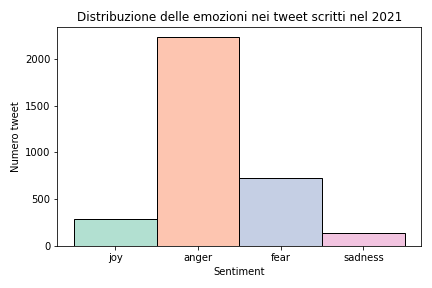 Distribuzione delle emozioni nei tweet scritti nel 2021
Numero tweet
2000
1500
1000
500
0
joy anger fear sadness
Sentiment